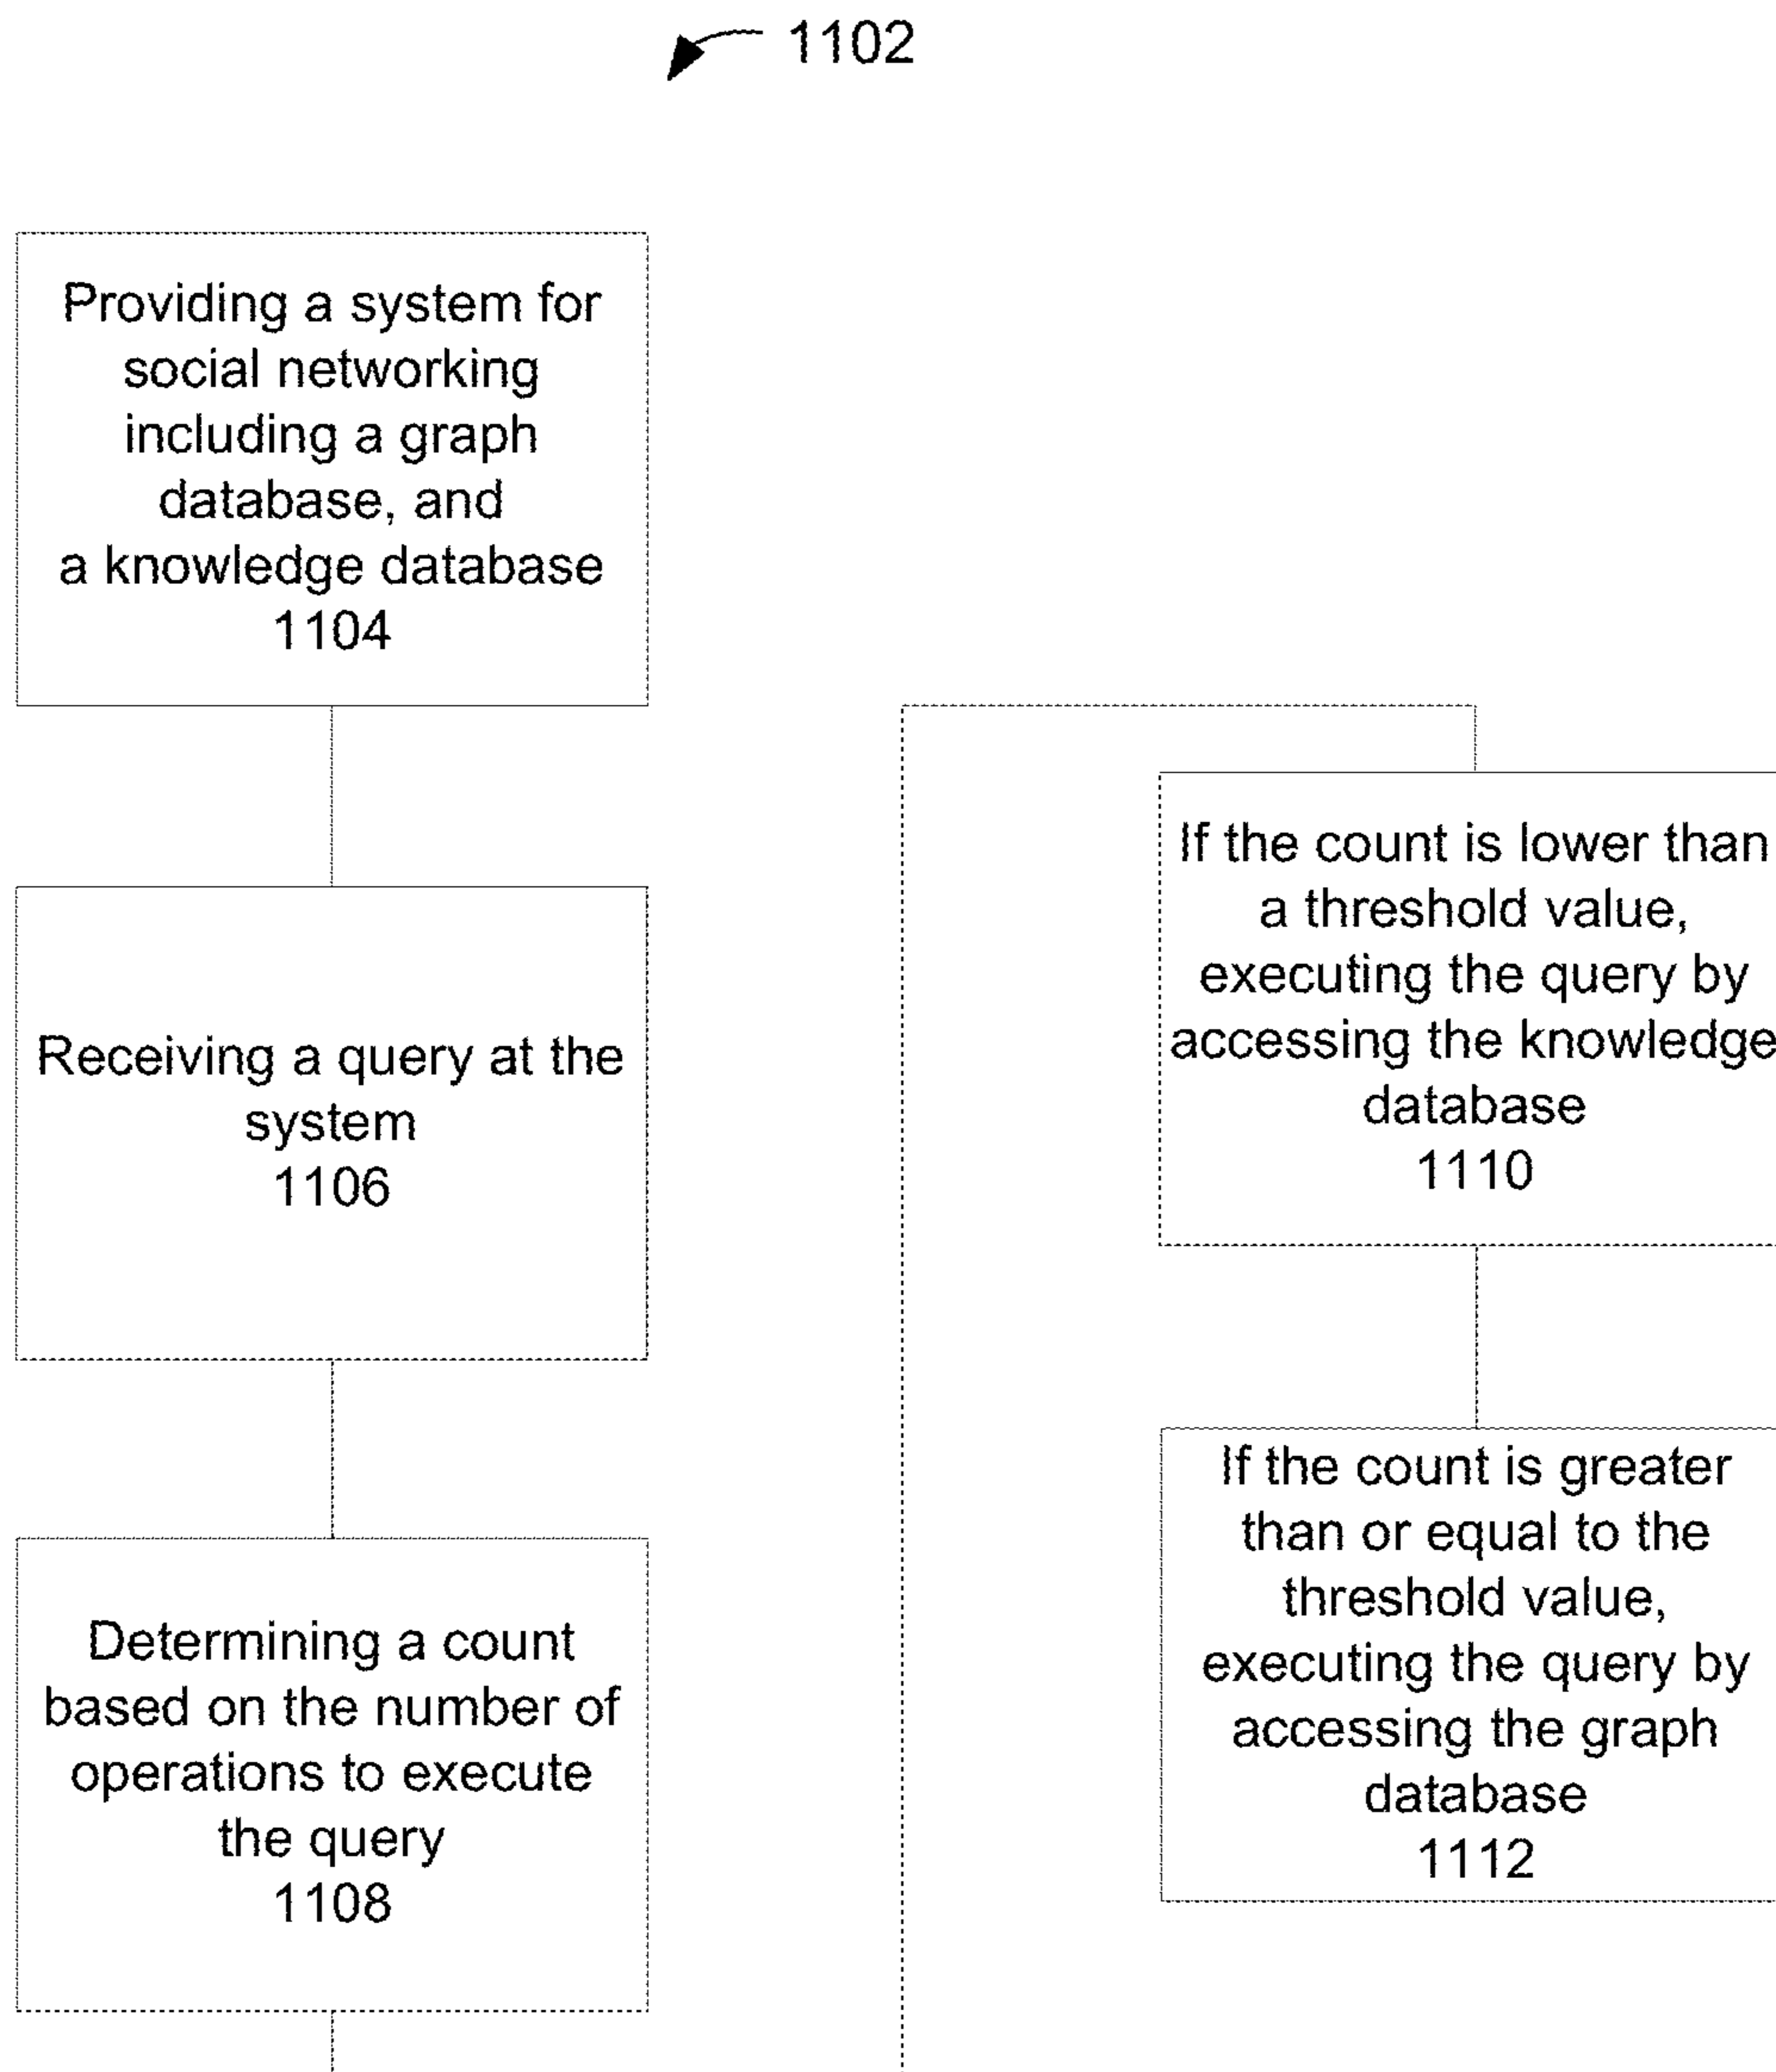 1102
Providing a system for
social networking
including a graph
database, and
a knowledge database
1104
Receiving a query at the
system
1106
Determining a count
based on the number of
operations to execute
the query
1108
If the count is lower than
a threshold value,
executing the query by
accessing the knowledge
database
1110
If the count is greater
than or equal to the
threshold value,
executing the query by
accessing the graph
database
1112